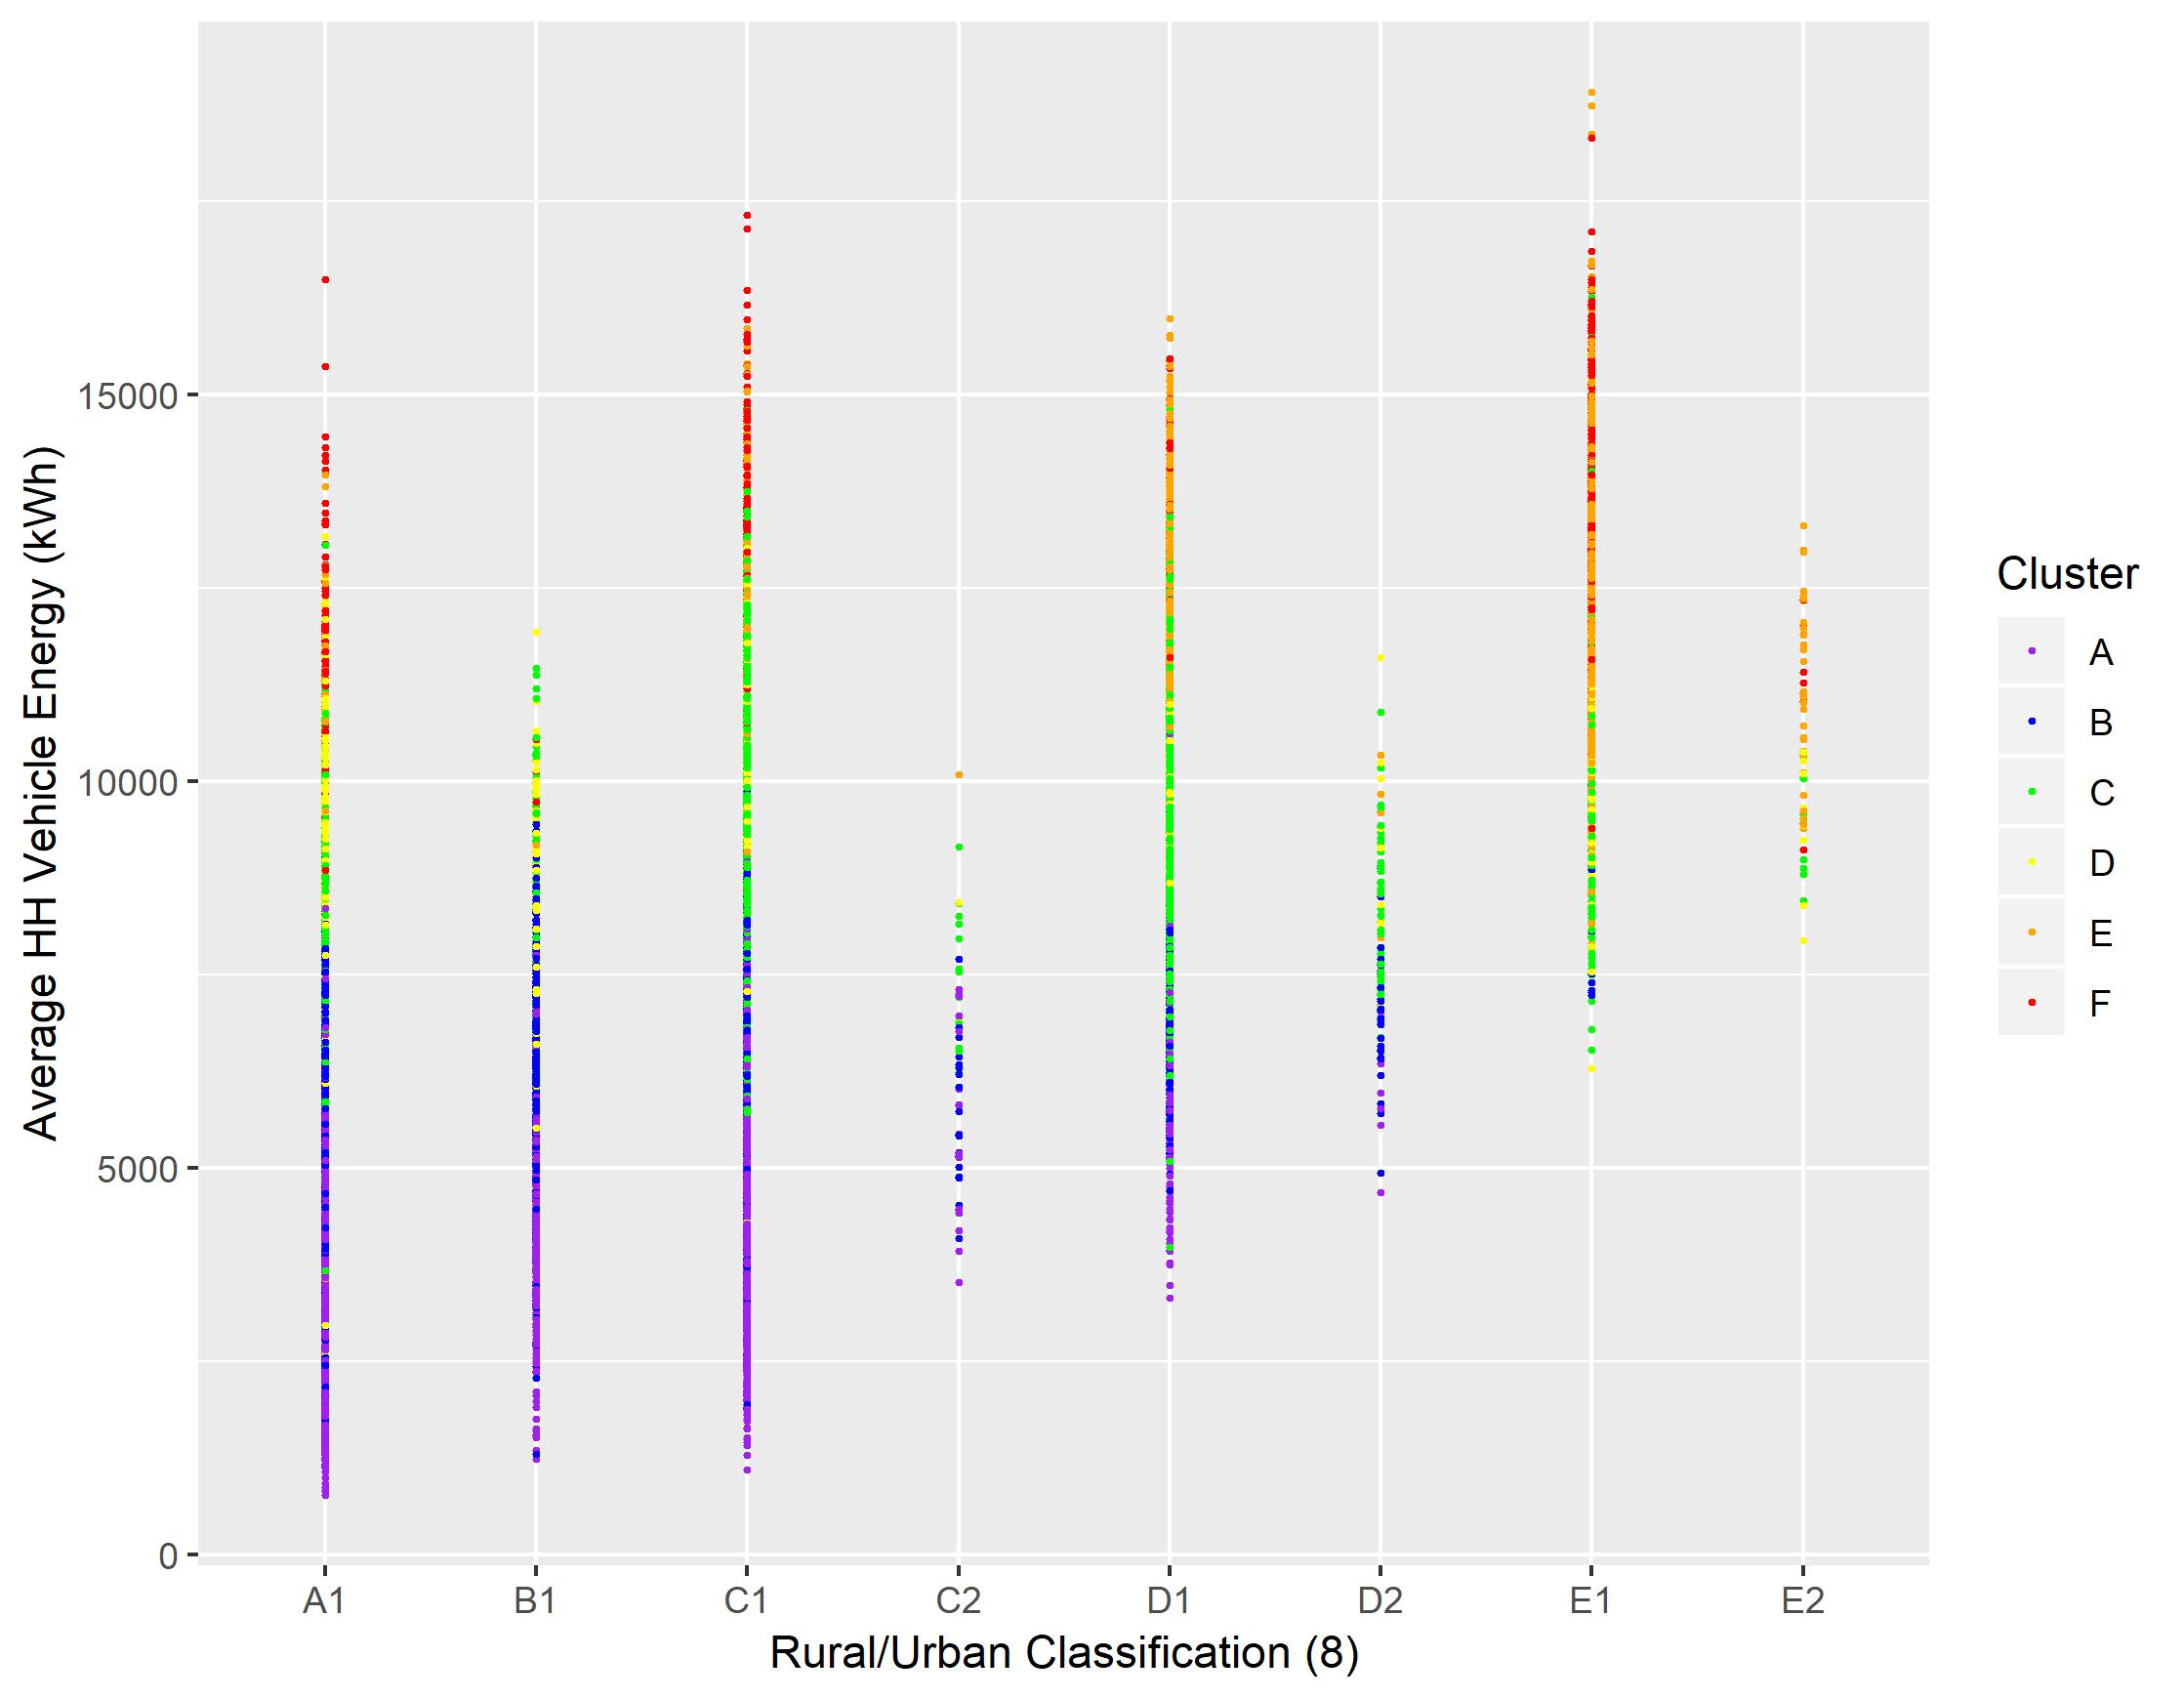 Average HH Vehicle Energy (kWh)
15000
10000
5000
0
A1 B1 C1 C2 D1 D2 E1 E2
Rural/Urban Classification (8)
Cluster
A
B
C
D
E
F